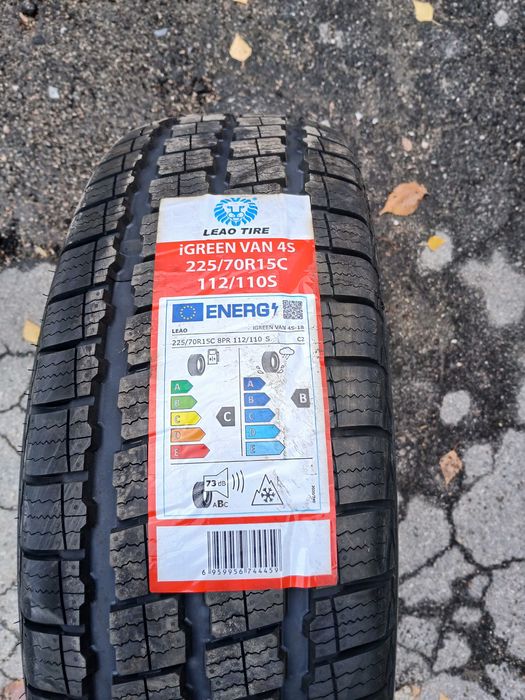 LEAO TIRE
iGREEN VAN 4S
225/70R15C
112/110S
ENERG
LEAO IGREEN VAN 4S-18
225/70R15C 8PR 112/110 S C2
A A
B B B
C C C
D D
E E
73 dB
ABC
6 959956 744459